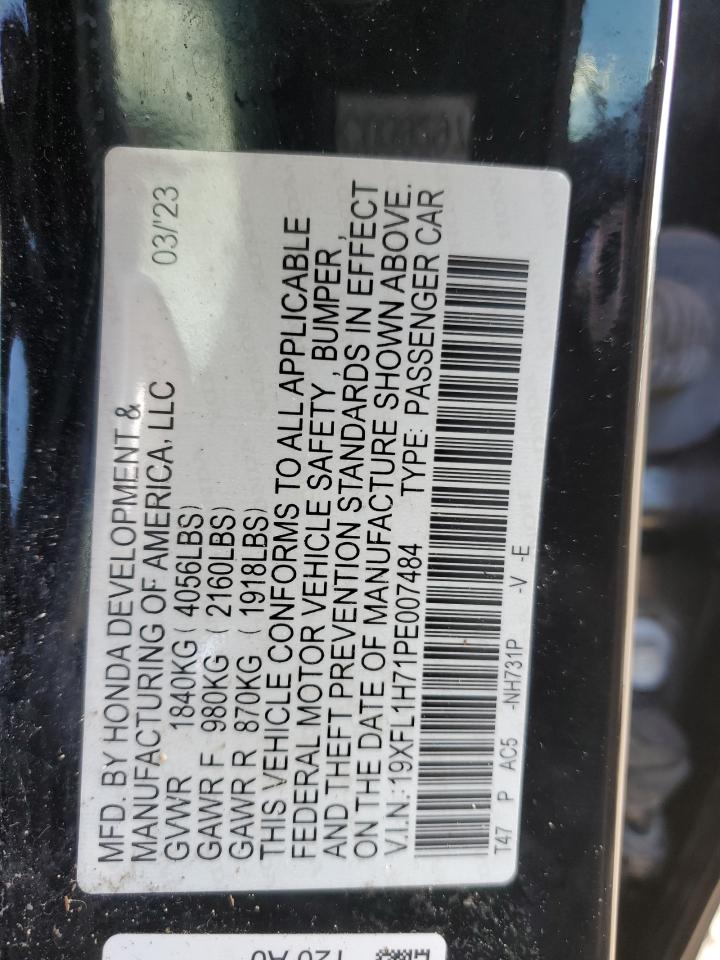 MFD. BY HONDA DEVELOPMENT &
MANUFACTURING OF AMERICA, LLC 03/'23
GVWR 1840KG ( 4056LBS)
GAWR F 980KG ( 2160LBS)
GAWR R 870KG ( 1918LBS)
THIS VEHICLE CONFORMS TO ALL APPLICABLE
FEDERAL MOTOR VEHICLE SAFETY , BUMPER ,
AND THEFT PREVENTION STANDARDS IN EFFECT
ON THE DATE OF MANUFACTURE SHOWN ABOVE.
V.I.N.:19XFL1H71PE007484 TYPE: PASSENGER CAR
T47 P AC5 -NH731P -V -E